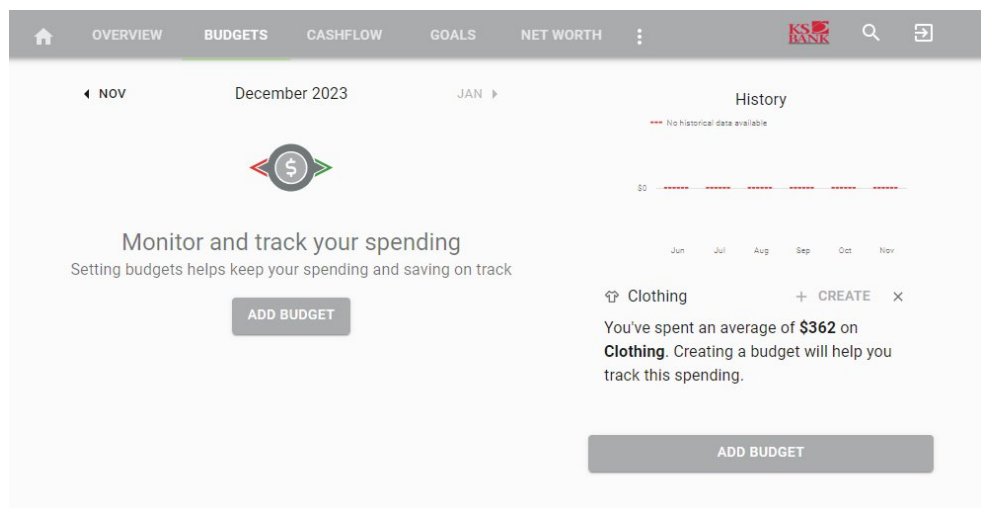 OVERVIEW BUDGETS CASHFLOW GOALS NET WORTH KS BANK
NOV December 2023 JAN
$
Monitor and track your spending
Setting budgets helps keep your spending and saving on track
ADD BUDGET
History
No historical data available
$0
Jun Jul Aug Sep Oct Nov
Clothing + CREATE ×
You've spent an average of $362 on
Clothing. Creating a budget will help you
track this spending.
ADD BUDGET